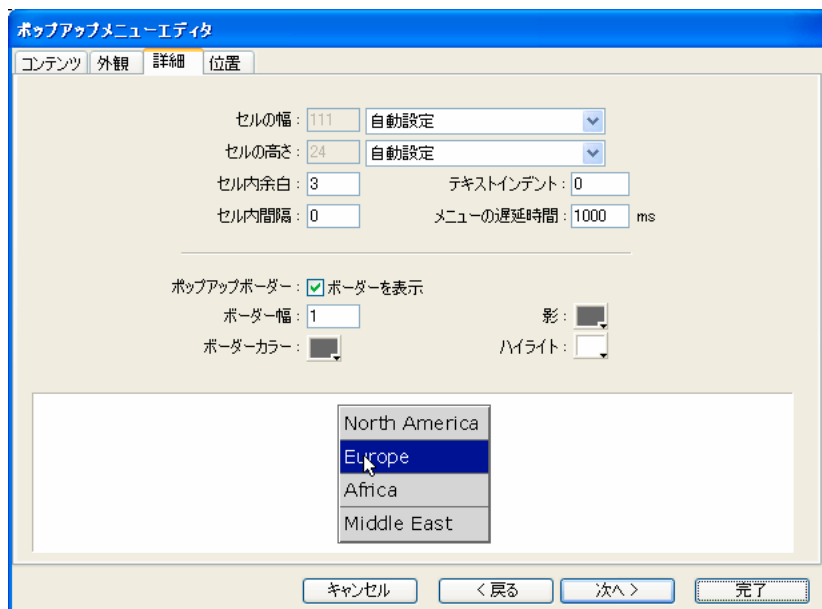 ポップアップメニューエディタ
コンテンツ 外観 詳細 位置
セルの幅: 111 自動設定
セルの高さ: 24 自動設定
セル内余白: 3 テキストインデント: 0
セル内間隔: 0 メニューの遅延時間: 1000 ms
ポップアップボーダー: ボーダーを表示
ボーダー幅: 1 影:
ボーダーカラー: ハイライト:
North America
Europe
Africa
Middle East
キャンセル < 戻る 次へ > 完了